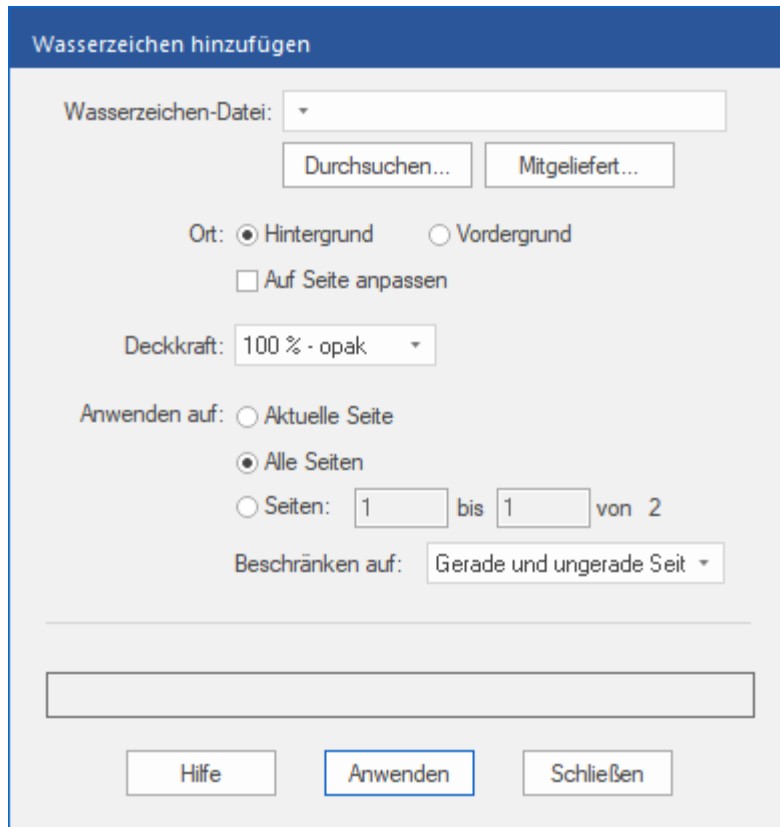 Wasserzeichen hinzufügen
Wasserzeichen-Datei:
Durchsuchen... Mitgeliefert...
Ort: Hintergrund Vordergrund
Auf Seite anpassen
Deckkraft: 100 % - opak
Anwenden auf: Aktuelle Seite
Alle Seiten
Seiten: 1 bis 1 von 2
Beschränken auf: Gerade und ungerade Seit
Hilfe Anwenden Schließen